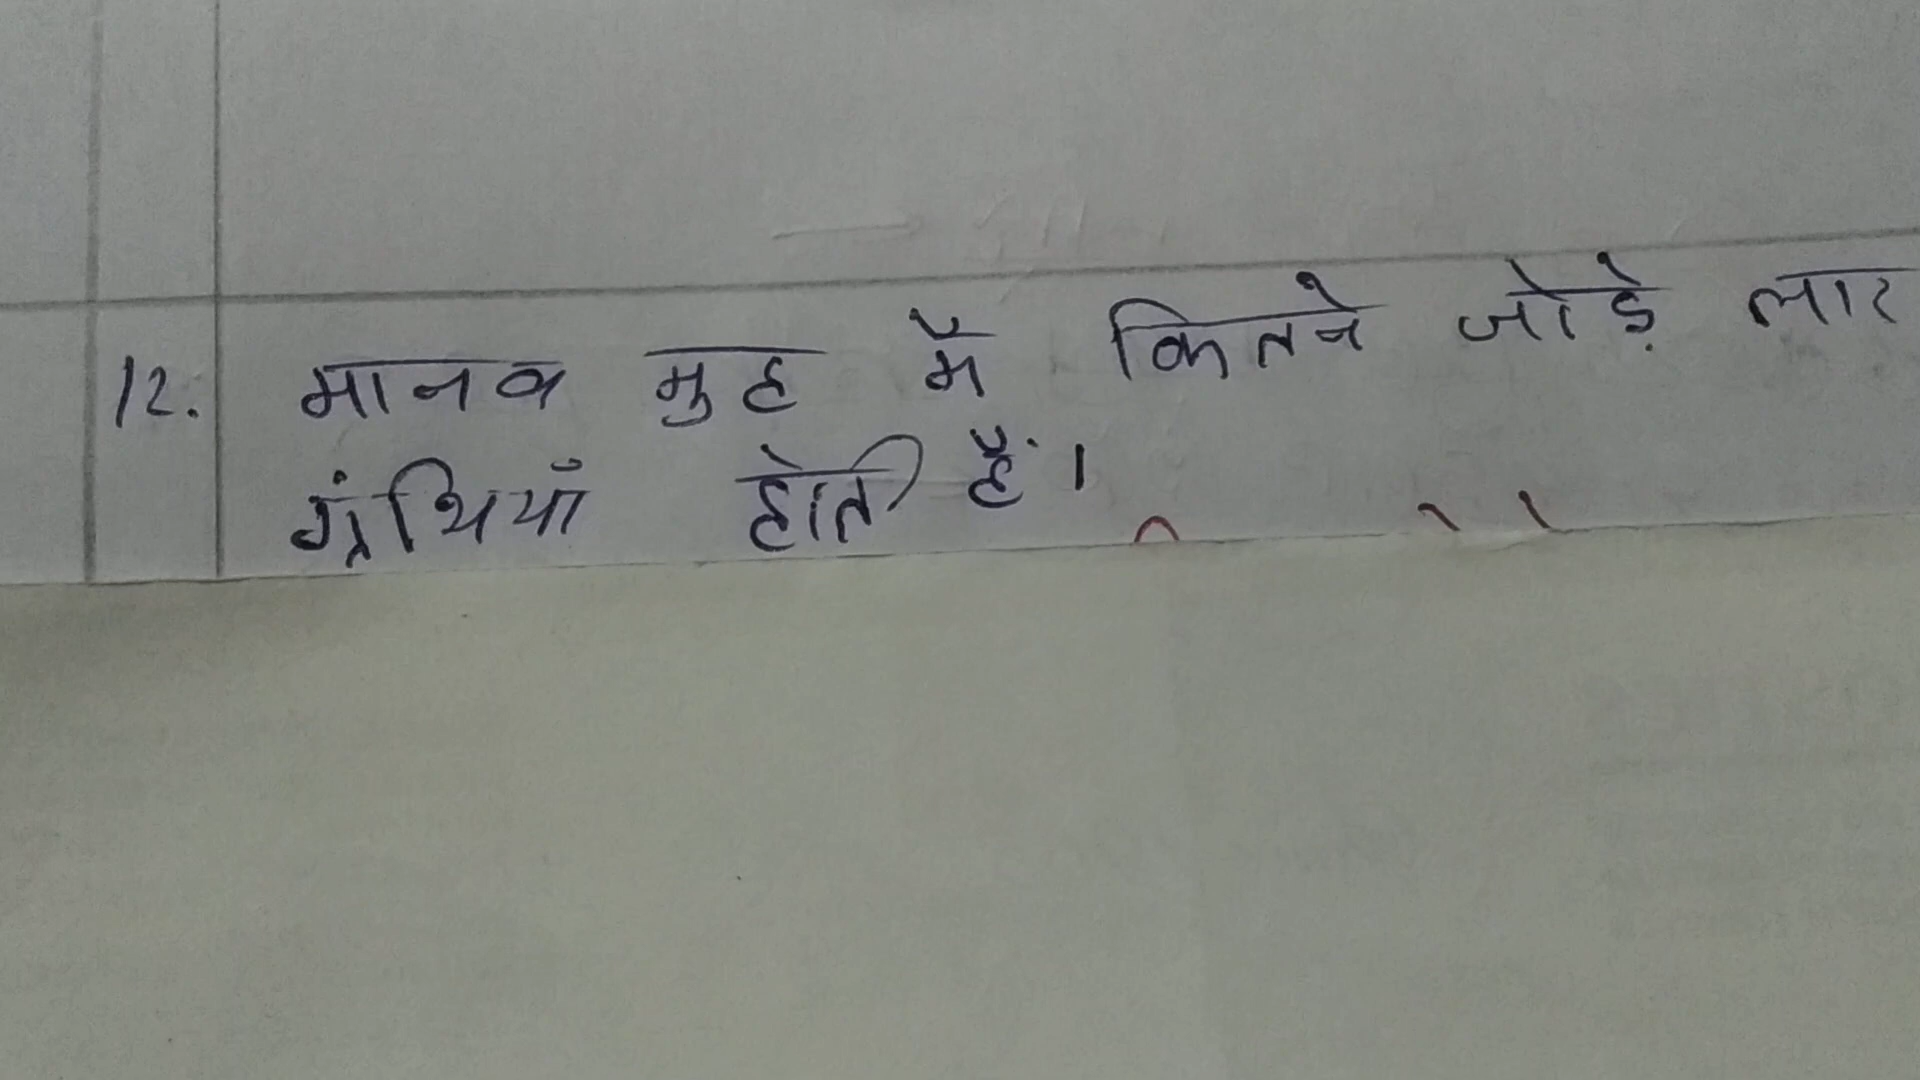 12. मानव मुह में कितने जोड़े लार
ग्रंथियाँ होती हैं।